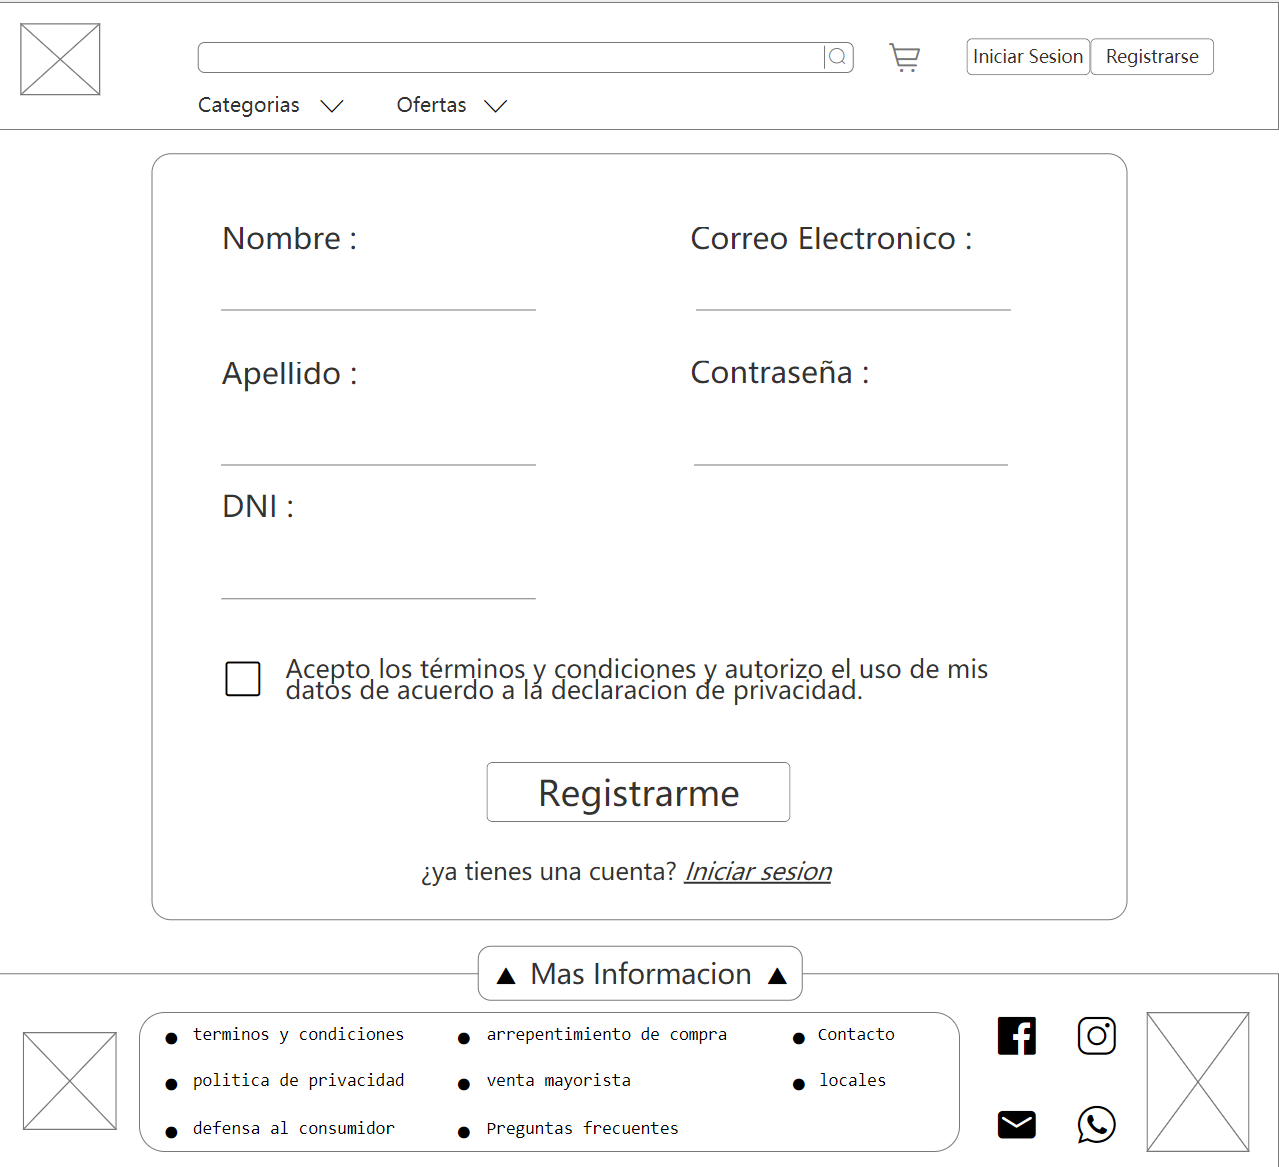 Iniciar Sesion
Registrarse
Categorias
Ofertas
Nombre :
Correo Electronico :
Apellido :
Contraseña :
DNI :
Acepto los términos y condiciones y autorizo el uso de mis
datos de acuerdo a la declaracion de privacidad.
Registrarme
¿ya tienes una cuenta? Iniciar sesion
▲ Mas Informacion ▲
● terminos y condiciones
● arrepentimiento de compra
● Contacto
● politica de privacidad
● venta mayorista
● locales
● defensa al consumidor
● Preguntas frecuentes